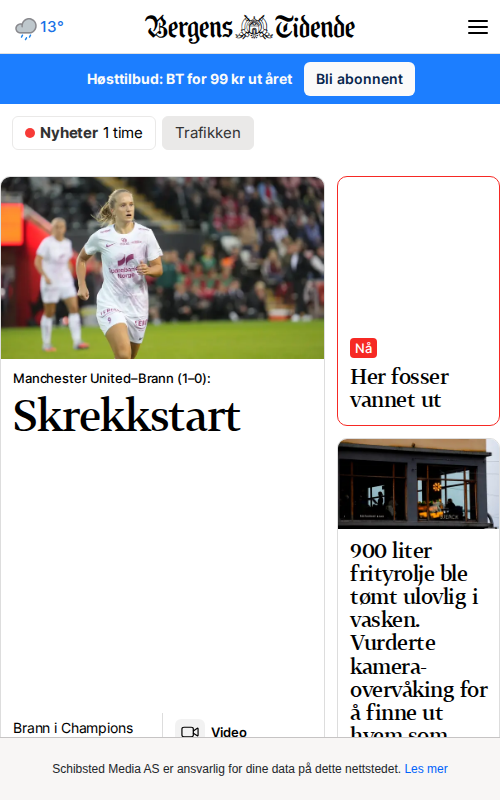 13°
Bergens Tidende
Høsttilbud: BT for 99 kr ut året
Bli abonnent
Nyheter 1 time
Trafikken
Manchester United–Brann (1–0):
Skrekkstart
Brann i Champions
Video
Nå
Her fosser
vannet ut
900 liter
frityrolje ble
tømt ulovlig i
vasken.
Vurderte
kamera-
overvåking for
å finne ut
hvem som
Schibsted Media AS er ansvarlig for dine data på dette nettstedet. Les mer